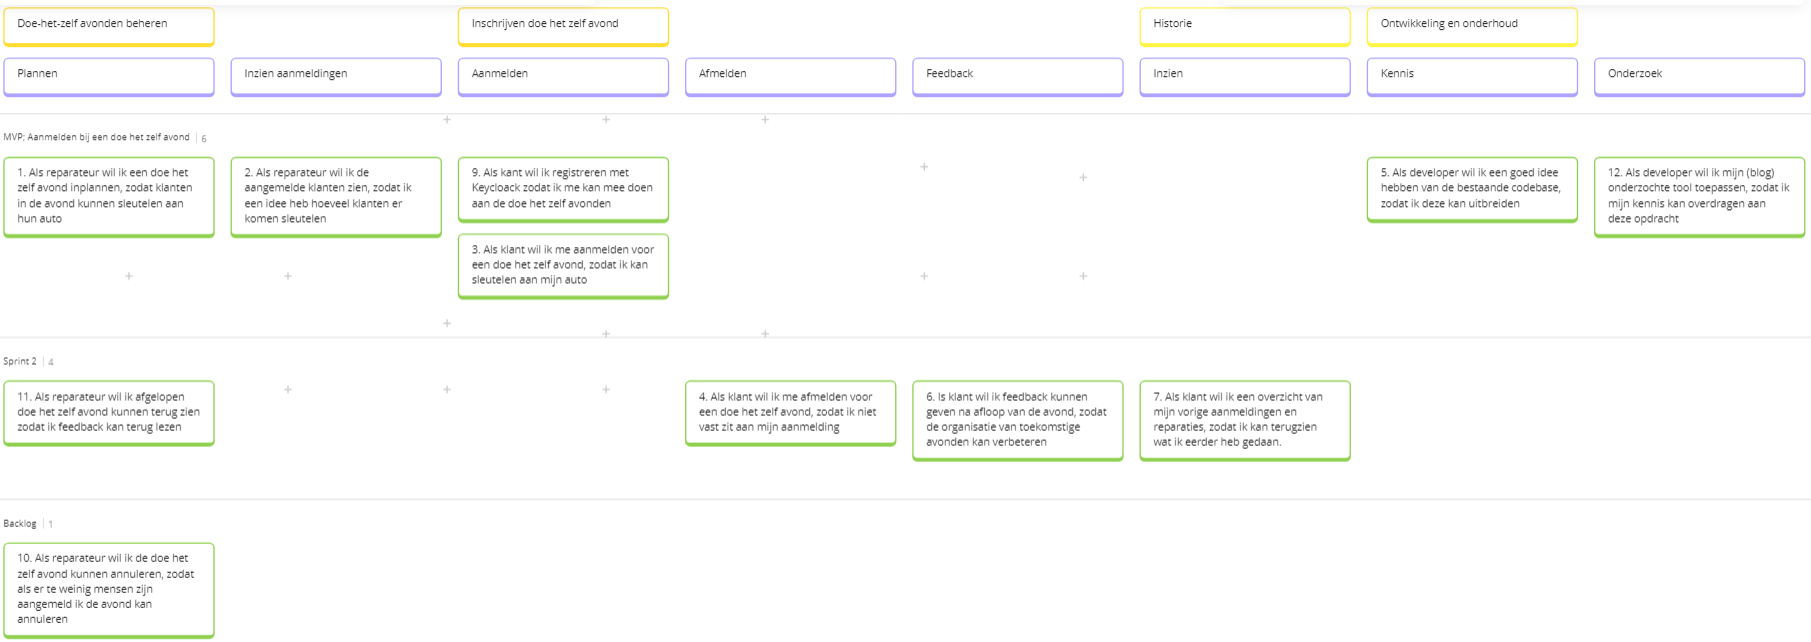 Doe-het-zelf avonden beheren
Inschrijven doe het zelf avond
Historie
Ontwikkeling en onderhoud
Plannen
Inzien aanmeldingen
Aanmelden
Afmelden
Feedback
Inzien
Kennis
Onderzoek
MVP: Aanmelden bij een doe het zelf avond | 6
1. Als reparateur wil ik een doe het
zelf avond inplannen, zodat klanten
in de avond kunnen sleutelen aan
hun auto
2. Als reparateur wil ik de
aangemelde klanten zien, zodat ik
een idee heb hoeveel klanten er
komen sleutelen
9. Als kant wil ik registreren met
Keycloack zodat ik me kan mee doen
aan de doe het zelf avonden
3. Als klant wil ik me aanmelden voor
een doe het zelf avond, zodat ik kan
sleutelen aan mijn auto
5. Als developer wil ik een goed idee
hebben van de bestaande codebase,
zodat ik deze kan uitbreiden
12. Als developer wil ik mijn (blog)
onderzochte tool toepassen, zodat ik
mijn kennis kan overdragen aan
deze opdracht
Sprint 2 | 4
11. Als reparateur wil ik afgelopen
doe het zelf avond kunnen terug zien
zodat ik feedback kan terug lezen
4. Als klant wil ik me afmelden voor
een doe het zelf avond, zodat ik niet
vast zit aan mijn aanmelding
6. Is klant wil ik feedback kunnen
geven na afloop van de avond, zodat
de organisatie van toekomstige
avonden kan verbeteren
7. Als klant wil ik een overzicht van
mijn vorige aanmeldingen en
reparaties, zodat ik kan terugzien
wat ik eerder heb gedaan.
Backlog | 1
10. Als reparateur wil ik de doe het
zelf avond kunnen annuleren, zodat
als er te weinig mensen zijn
aangemeld ik de avond kan
annuleren